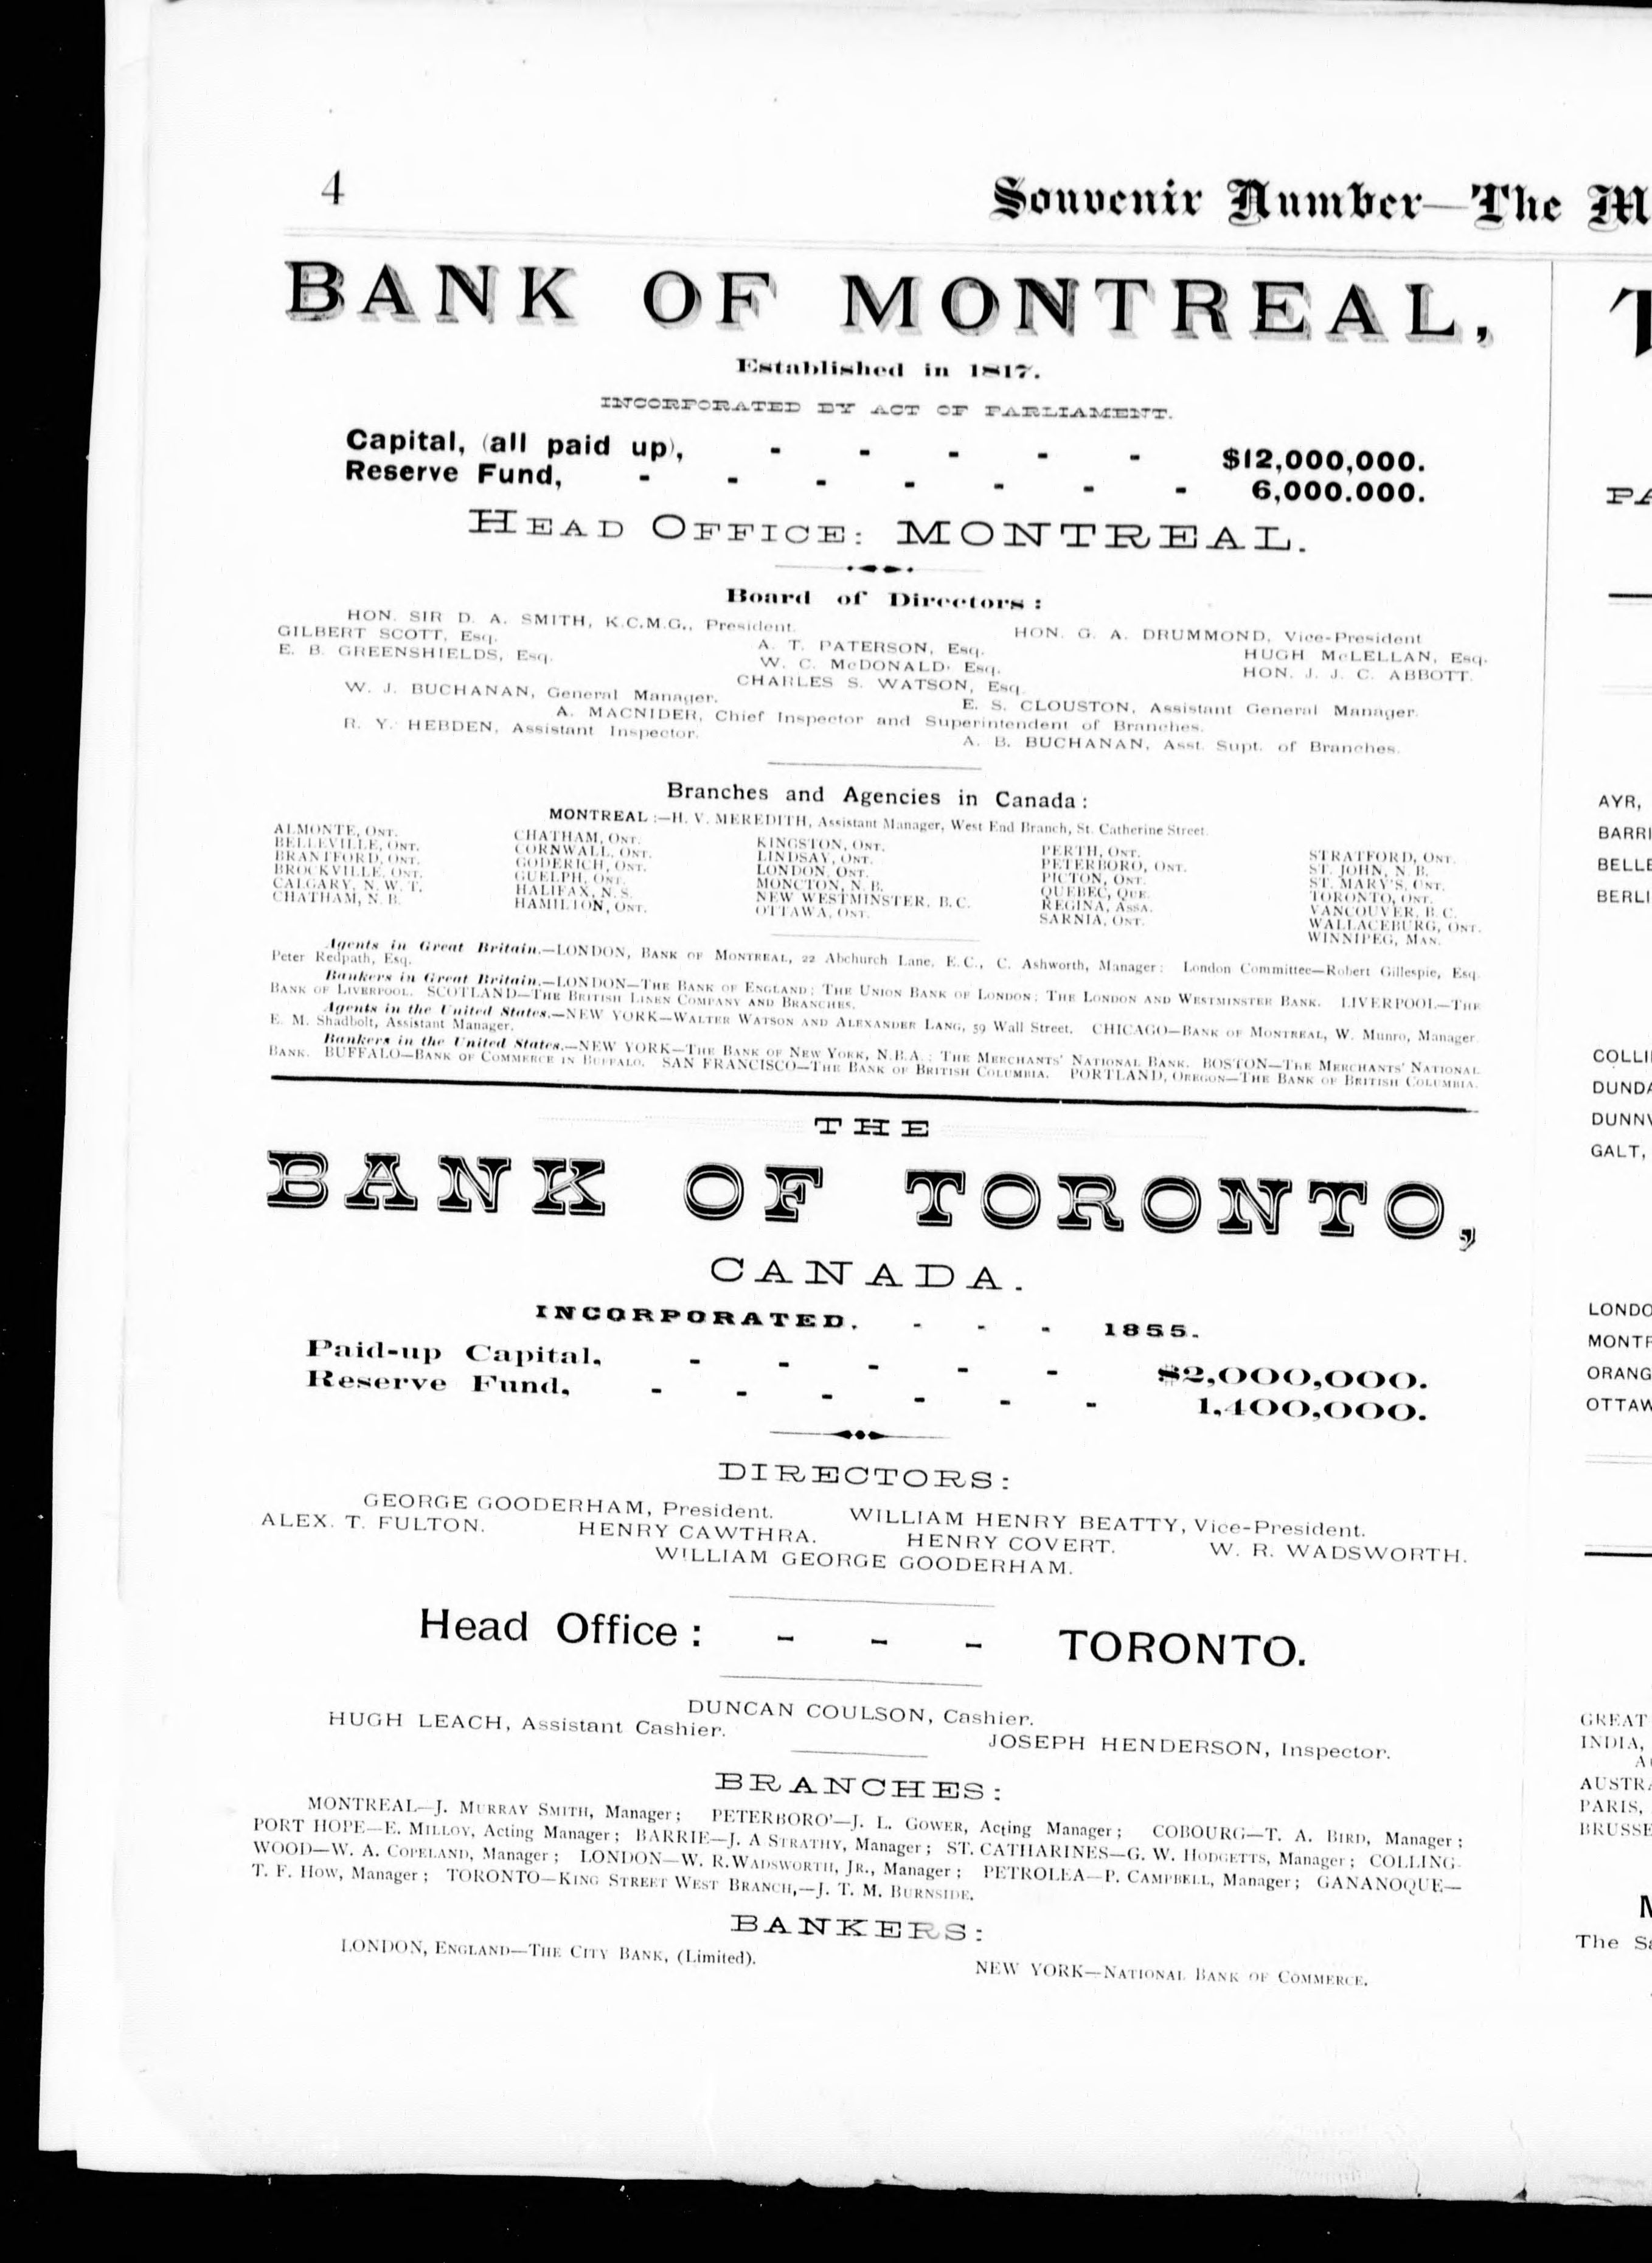 4
Souvenir Number—The M
BANK OF MONTREAL,
Established in 1817.
INCORPORATED BY ACT OF PARLIAMENT.
Capital, (all paid up), - - - - - $12,000,000.
Reserve Fund, - - - - - - - 6,000.000.
HEAD OFFICE: MONTREAL.
Board of Directors:
HON. SIR D. A. SMITH, K.C.M.G., President. HON. G. A. DRUMMOND, Vice-President
GILBERT SCOTT, Esq. A. T. PATERSON, Esq. HUGH McLELLAN, Esq.
E. B. GREENSHIELDS, Esq. W. C. McDONALD, Esq. HON. J. J. C. ABBOTT.
CHARLES S. WATSON, Esq.
W. J. BUCHANAN, General Manager. E. S. CLOUSTON, Assistant General Manager.
A. MACNIDER, Chief Inspector and Superintendent of Branches.
R. Y. HEBDEN, Assistant Inspector. A. B. BUCHANAN, Asst. Supt. of Branches.
Branches and Agencies in Canada:
MONTREAL:—H. V. MEREDITH, Assistant Manager, West End Branch, St. Catherine Street.
ALMONTE, ONT. CHATHAM, ONT. KINGSTON, ONT. PERTH, ONT. STRATFORD, ONT.
BELLEVILLE, ONT. CORNWALL, ONT. LINDSAY, ONT. PETERBORO, ONT. ST. JOHN, N. B.
BRANTFORD, ONT. GODERICH, ONT. LONDON, ONT. PICTON, ONT. ST. MARY'S, ONT.
BROCKVILLE, ONT. GUELPH, ONT. MONCTON, N. B. QUEBEC, QUE. TORONTO, ONT.
CALGARY, N. W. T. HALIFAX, N. S. NEW WESTMINSTER, B. C. REGINA, ASSA. VANCOUVER, B. C.
CHATHAM, N. B. HAMILTON, ONT. OTTAWA, ONT. SARNIA, ONT. WALLACEBURG, ONT.
WINNIPEG, MAN.
Agents in Great Britain.—LONDON, BANK OF MONTREAL, 22 Abchurch Lane, E. C., C. Ashworth, Manager: London Committee—Robert Gillespie, Esq.
Peter Redpath, Esq.
Bankers in Great Britain.—LONDON—THE BANK OF ENGLAND; THE UNION BANK OF LONDON; THE LONDON AND WESTMINSTER BANK. LIVERPOOL—THE
BANK OF LIVERPOOL. SCOTLAND—THE BRITISH LINEN COMPANY AND BRANCHES.
Agents in the United States.—NEW YORK—WALTER WATSON AND ALEXANDER LANG, 59 Wall Street. CHICAGO—BANK OF MONTREAL, W. Munro, Manager
E. M. Shadbolt, Assistant Manager.
Bankers in the United States.—NEW YORK—THE BANK OF NEW YORK, N.B.A.; THE MERCHANTS' NATIONAL BANK. BOSTON—THE MERCHANTS' NATIONAL
BANK. BUFFALO—BANK OF COMMERCE IN BUFFALO. SAN FRANCISCO—THE BANK OF BRITISH COLUMBIA. PORTLAND, OREGON—THE BANK OF BRITISH COLUMBIA.
THE
BANK OF TORONTO,
CANADA.
INCORPORATED, - - - 1855.
Paid-up Capital, - - - - - $2,000,000.
Reserve Fund, - - - - - - 1,400,000.
DIRECTORS:
GEORGE GOODERHAM, President. WILLIAM HENRY BEATTY, Vice-President.
ALEX. T. FULTON. HENRY CAWTHRA. HENRY COVERT. W. R. WADSWORTH.
WILLIAM GEORGE GOODERHAM.
Head Office: - - - TORONTO.
DUNCAN COULSON, Cashier.
HUGH LEACH, Assistant Cashier. JOSEPH HENDERSON, Inspector.
BRANCHES:
MONTREAL—J. MURRAY SMITH, Manager; PETERBORO'—J. L. GOWER, Acting Manager; COBOURG—T. A. BIRD, Manager;
PORT HOPE—E. MILLOY, Acting Manager; BARRIE—J. A STRATHY, Manager; ST. CATHARINES—G. W. HODGETTS, Manager; COLLING-
WOOD—W. A. COPELAND, Manager; LONDON—W. R. WADSWORTH, JR., Manager; PETROLEA—P. CAMPBELL, Manager; GANANOQUE—
T. F. HOW, Manager; TORONTO—KING STREET WEST BRANCH,—J. T. M. BURNSIDE.
BANKERS:
LONDON, ENGLAND—THE CITY BANK, (Limited). NEW YORK—NATIONAL BANK OF COMMERCE.
T
PA
AYR,
BARRI
BELLE
BERLI
COLLI
DUNDA
DUNNV
GALT,
LONDO
MONTR
ORANG
OTTAW
GREAT
INDIA,
AUSTRA
PARIS,
BRUSSE
M
The Sa